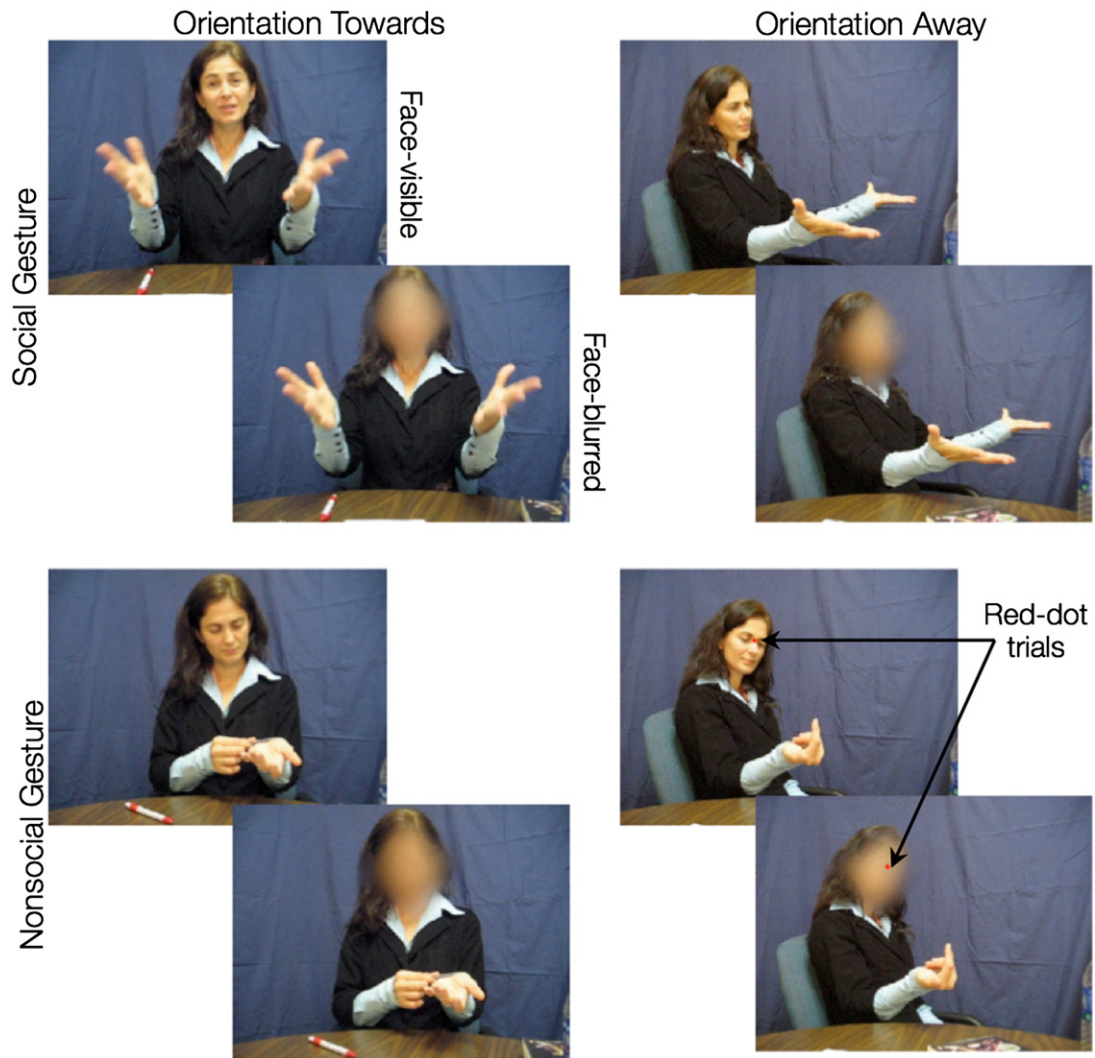 Orientation Towards
Orientation Away
Social Gesture
Face-visible
Face-blurred
Nonsocial Gesture
Red-dot
trials